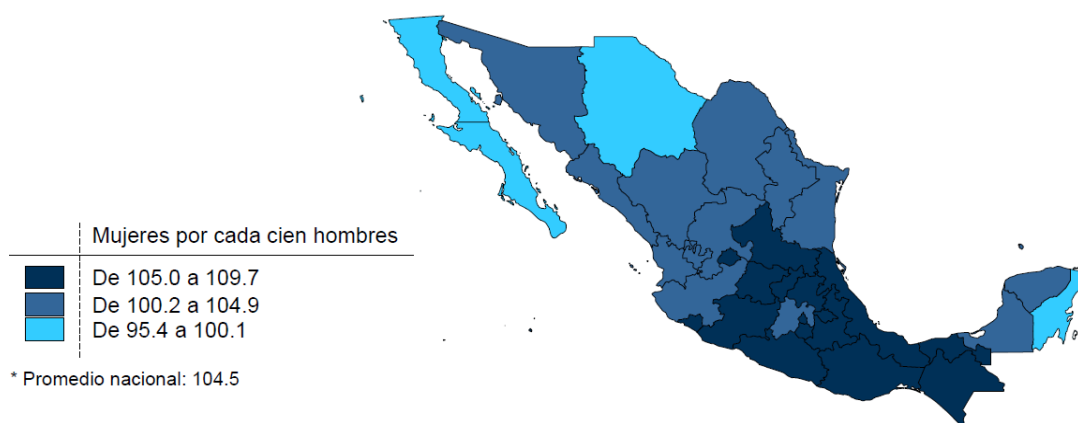 Mujeres por cada cien hombres
De 105.0 a 109.7
De 100.2 a 104.9
De 95.4 a 100.1
* Promedio nacional: 104.5